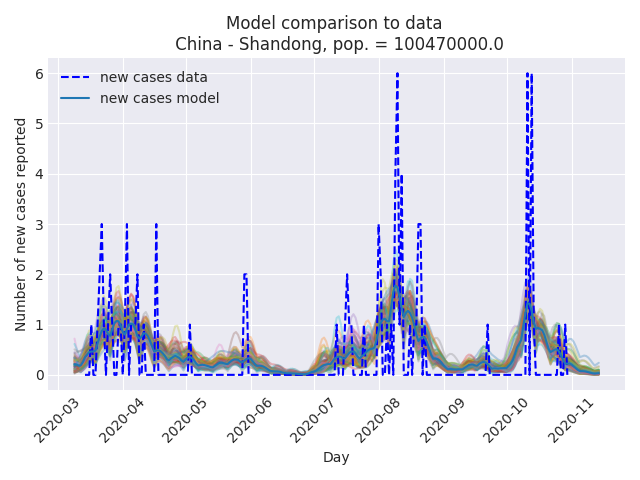 Model comparison to data
China - Shandong, pop. = 100470000.0
new cases data
new cases model
Number of new cases reported
6
5
4
3
2
1
0
2020-03
2020-04
2020-05
2020-06
2020-07
2020-08
2020-09
2020-10
2020-11
Day